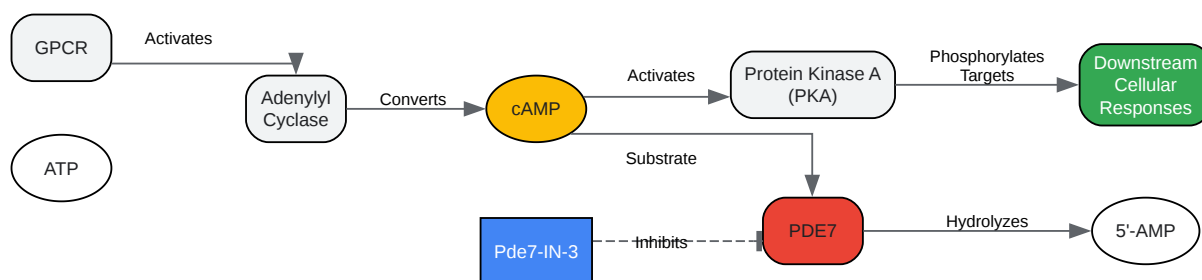 GPCR
Activates
Adenylyl
Cyclase
Converts
cAMP
Activates
Protein Kinase A
(PKA)
Phosphorylates
Targets
Downstream
Cellular
Responses
ATP
Substrate
Pde7-IN-3
Inhibits
PDE7
Hydrolyzes
5'-AMP